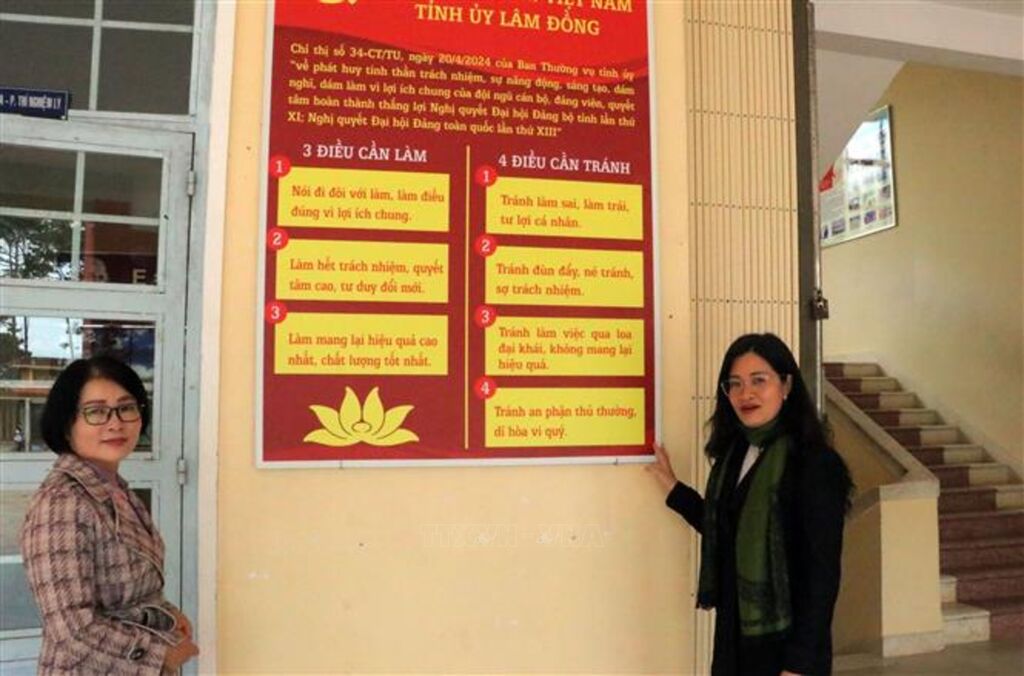 VIỆT NAM
TỈNH ỦY LÂM ĐỒNG
Chỉ thị số 34-CT/TU, ngày 20/4/2024 của Ban Thường vụ tỉnh ủy
"về phát huy tinh thần trách nhiệm, sự năng động, sáng tạo, dám
nghĩ, dám làm vì lợi ích chung của đội ngũ cán bộ, đảng viên, quyết
tâm hoàn thành thắng lợi Nghị quyết Đại hội Đảng bộ tỉnh lần thứ
XI; Nghị quyết Đại hội Đảng toàn quốc lần thứ XIII"
3 ĐIỀU CẦN LÀM
1
Nói đi đôi với làm, làm điều
đúng vì lợi ích chung.
2
Làm hết trách nhiệm, quyết
tâm cao, tư duy đổi mới.
3
Làm mang lại hiệu quả cao
nhất, chất lượng tốt nhất.
4 ĐIỀU CẦN TRÁNH
1
Tránh làm sai, làm trái,
tư lợi cá nhân.
2
Tránh đùn đẩy, né tránh,
sợ trách nhiệm.
3
Tránh làm việc qua loa
đại khái, không mang lại
hiệu quả.
4
Tránh an phận thủ thường,
dĩ hòa vi quý.
P. THÍ NGHIỆM LÝ
TTXVN - VNA